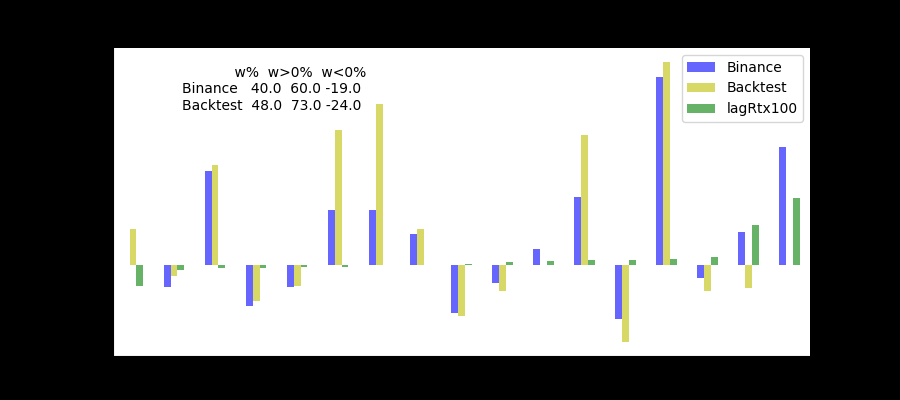 w% w>0% w<0%
Binance 40.0 60.0 -19.0
Backtest 48.0 73.0 -24.0
Binance
Backtest
lagRtx100